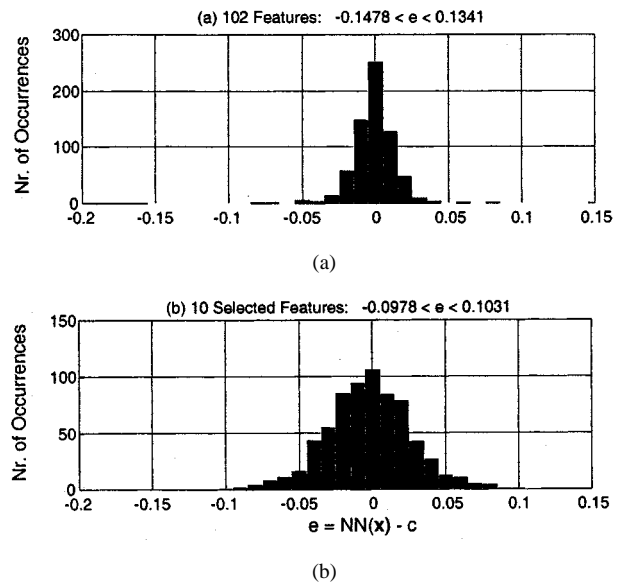 (a) 102 Features: -0.1478 < e < 0.1341
Nr. of Occurrences
300
200
100
0
-0.2 -0.15 -0.1 -0.05 0 0.05 0.1 0.15
(a)
(b) 10 Selected Features: -0.0978 < e < 0.1031
Nr. of Occurrences
150
100
50
0
-0.2 -0.15 -0.1 -0.05 0 0.05 0.1 0.15
e = NN(x) - c
(b)